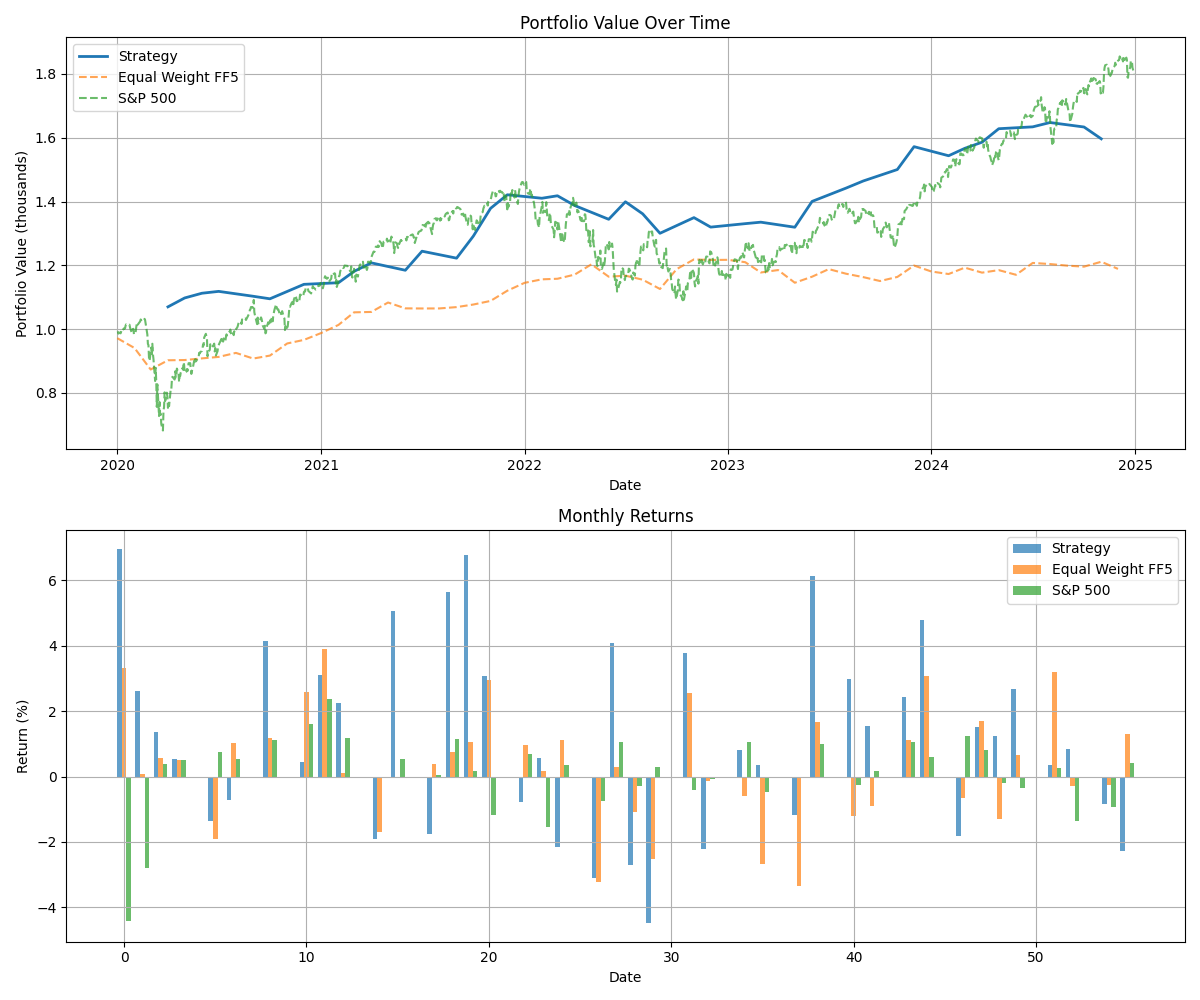 Portfolio Value Over Time
Strategy
Equal Weight FF5
S&P 500
Portfolio Value (thousands)
1.8
1.6
1.4
1.2
1.0
0.8
2020 2021 2022 2023 2024 2025
Date
Monthly Returns
Strategy
Equal Weight FF5
S&P 500
Return (%)
6
4
2
0
−2
−4
0 10 20 30 40 50
Date